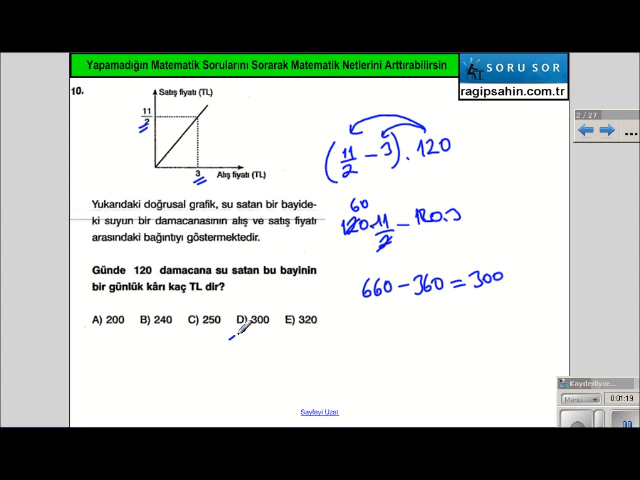 Yapamadığın Matematik Sorularını Sorarak Matematik Netlerini Arttırabilirsin
SORU SOR
ragipsahin.com.tr
2 / 27
10.
Satış fiyatı (TL)
11
2
3
Alış fiyatı (TL)
Yukarıdaki doğrusal grafik, su satan bir bayide-
ki suyun bir damacanasının alış ve satış fiyatı
arasındaki bağıntıyı göstermektedir.
Günde 120 damacana su satan bu bayinin
bir günlük kârı kaç TL dir?
A) 200 B) 240 C) 250 D) 300 E) 320
(11/2 - 3) . 120
60
120 . 11/2 - 120.3
660 - 360 = 300
Sayfayı Uzat
Kaydediyor...
Menü
0:01:19